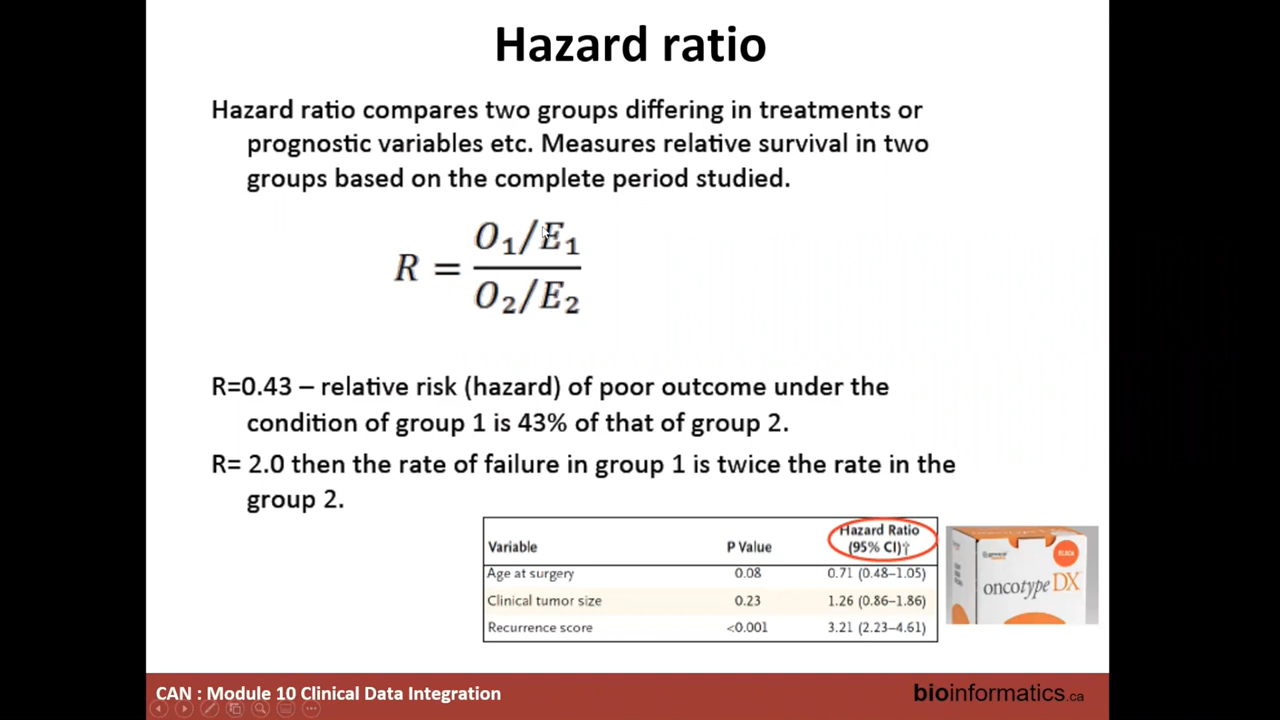 Hazard ratio
Hazard ratio compares two groups differing in treatments or
prognostic variables etc. Measures relative survival in two
groups based on the complete period studied.
R = O₁/E₁
O₂/E₂
R=0.43 – relative risk (hazard) of poor outcome under the
condition of group 1 is 43% of that of group 2.
R= 2.0 then the rate of failure in group 1 is twice the rate in the
group 2.
Hazard Ratio
Variable P Value (95% CI)†
Age at surgery 0.08 0.71 (0.48–1.05)
Clinical tumor size 0.23 1.26 (0.86–1.86)
Recurrence score <0.001 3.21 (2.23–4.61)
oncotype DX
CAN : Module 10 Clinical Data Integration
bioinformatics.ca